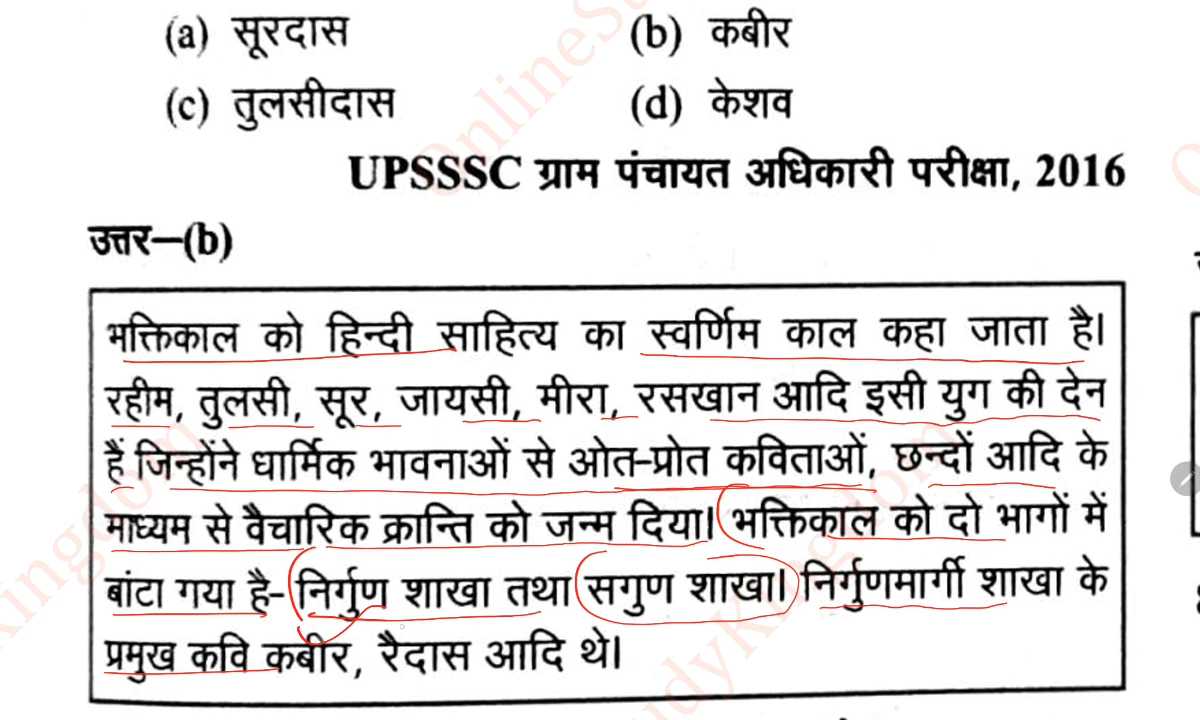 (a) सूरदास (b) कबीर
(c) तुलसीदास (d) केशव
UPSSSC ग्राम पंचायत अधिकारी परीक्षा, 2016
उत्तर–(b)
भक्तिकाल को हिन्दी साहित्य का स्वर्णिम काल कहा जाता है।
रहीम, तुलसी, सूर, जायसी, मीरा, रसखान आदि इसी युग की देन
हैं जिन्होंने धार्मिक भावनाओं से ओत-प्रोत कविताओं, छन्दों आदि के
माध्यम से वैचारिक क्रान्ति को जन्म दिया। भक्तिकाल को दो भागों में
बांटा गया है- निर्गुण शाखा तथा सगुण शाखा। निर्गुणमार्गी शाखा के
प्रमुख कवि कबीर, रैदास आदि थे।